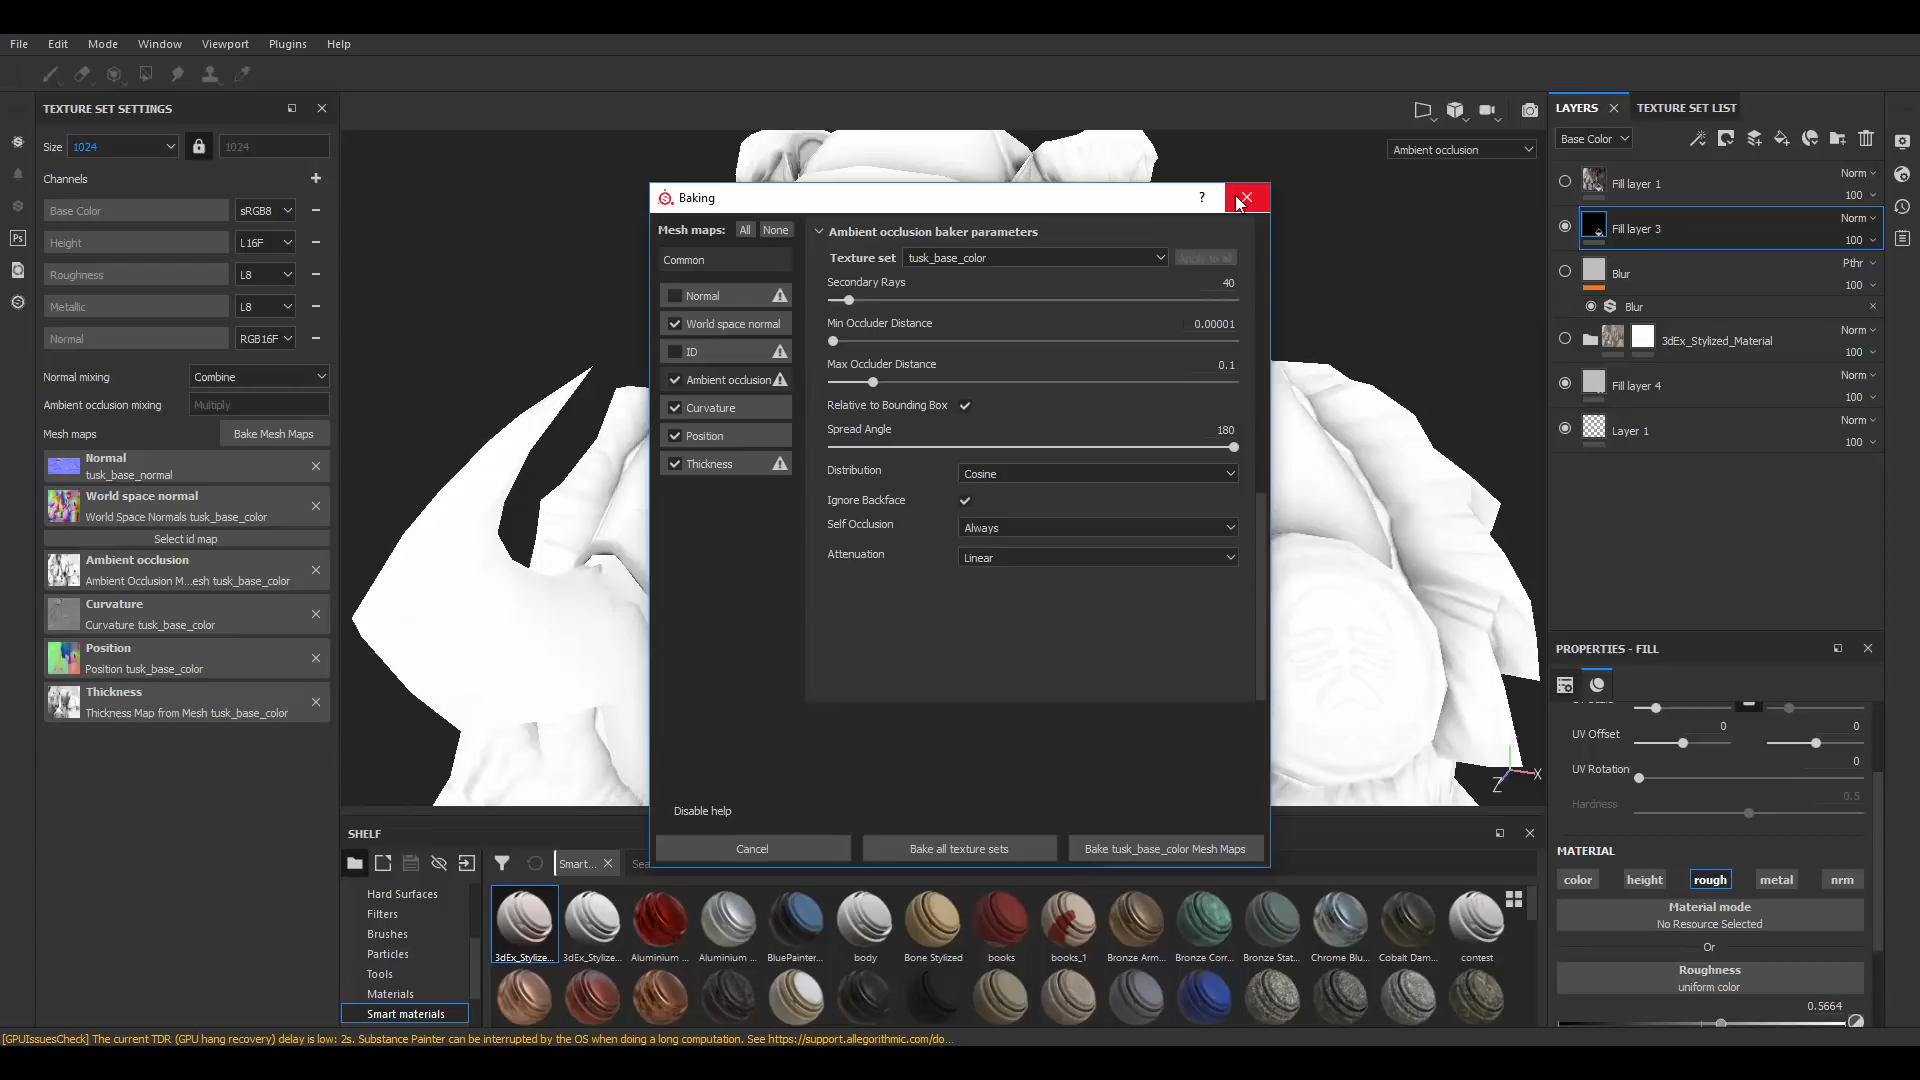 File Edit Mode Window Viewport Plugins Help
TEXTURE SET SETTINGS
Size 1024 1024
Channels
Base Color sRGB8
Height L16F
Roughness L8
Metallic L8
Normal RGB16F
Normal mixing Combine
Ambient occlusion mixing Multiply
Mesh maps Bake Mesh Maps
Normal
tusk_base_normal
World space normal
World Space Normals tusk_base_color
Select id map
Ambient occlusion
Ambient Occlusion M...esh tusk_base_color
Curvature
Curvature tusk_base_color
Position
Position tusk_base_color
Thickness
Thickness Map from Mesh tusk_base_color
Ambient occlusion
Z X
Baking ?
Mesh maps: All None
Common
Normal
World space normal
ID
Ambient occlusion
Curvature
Position
Thickness
Ambient occlusion baker parameters
Texture set tusk_base_color Apply to all
Secondary Rays 40
Min Occluder Distance 0.00001
Max Occluder Distance 0.1
Relative to Bounding Box
Spread Angle 180
Distribution Cosine
Ignore Backface
Self Occlusion Always
Attenuation Linear
Disable help
Cancel Bake all texture sets Bake tusk_base_color Mesh Maps
SHELF
Smart... Sea
Hard Surfaces
Filters
Brushes
Particles
Tools
Materials
Smart materials
3dEx_Stylize... 3dEx_Stylize... Aluminium ... Aluminium ... BluePainter... body Bone Stylized books books_1 Bronze Arm... Bronze Corr... Bronze Stat... Chrome Blu... Cobalt Dam... contest
LAYERS TEXTURE SET LIST
Base Color
Fill layer 1 Norm 100
Fill layer 3 Norm 100
Blur Pthr 100
Blur
3dEx_Stylized_Material Norm 100
Fill layer 4 Norm 100
Layer 1 Norm 100
PROPERTIES - FILL
UV Offset 0 0
UV Rotation 0
Hardness 0.5
MATERIAL
color height rough metal nrm
Material mode
No Resource Selected
Or
Roughness
uniform color
0.5664
Ps
[GPUIssuesCheck] The current TDR (GPU hang recovery) delay is low: 2s. Substance Painter can be interrupted by the OS when doing a long computation. See https://support.allegorithmic.com/do...